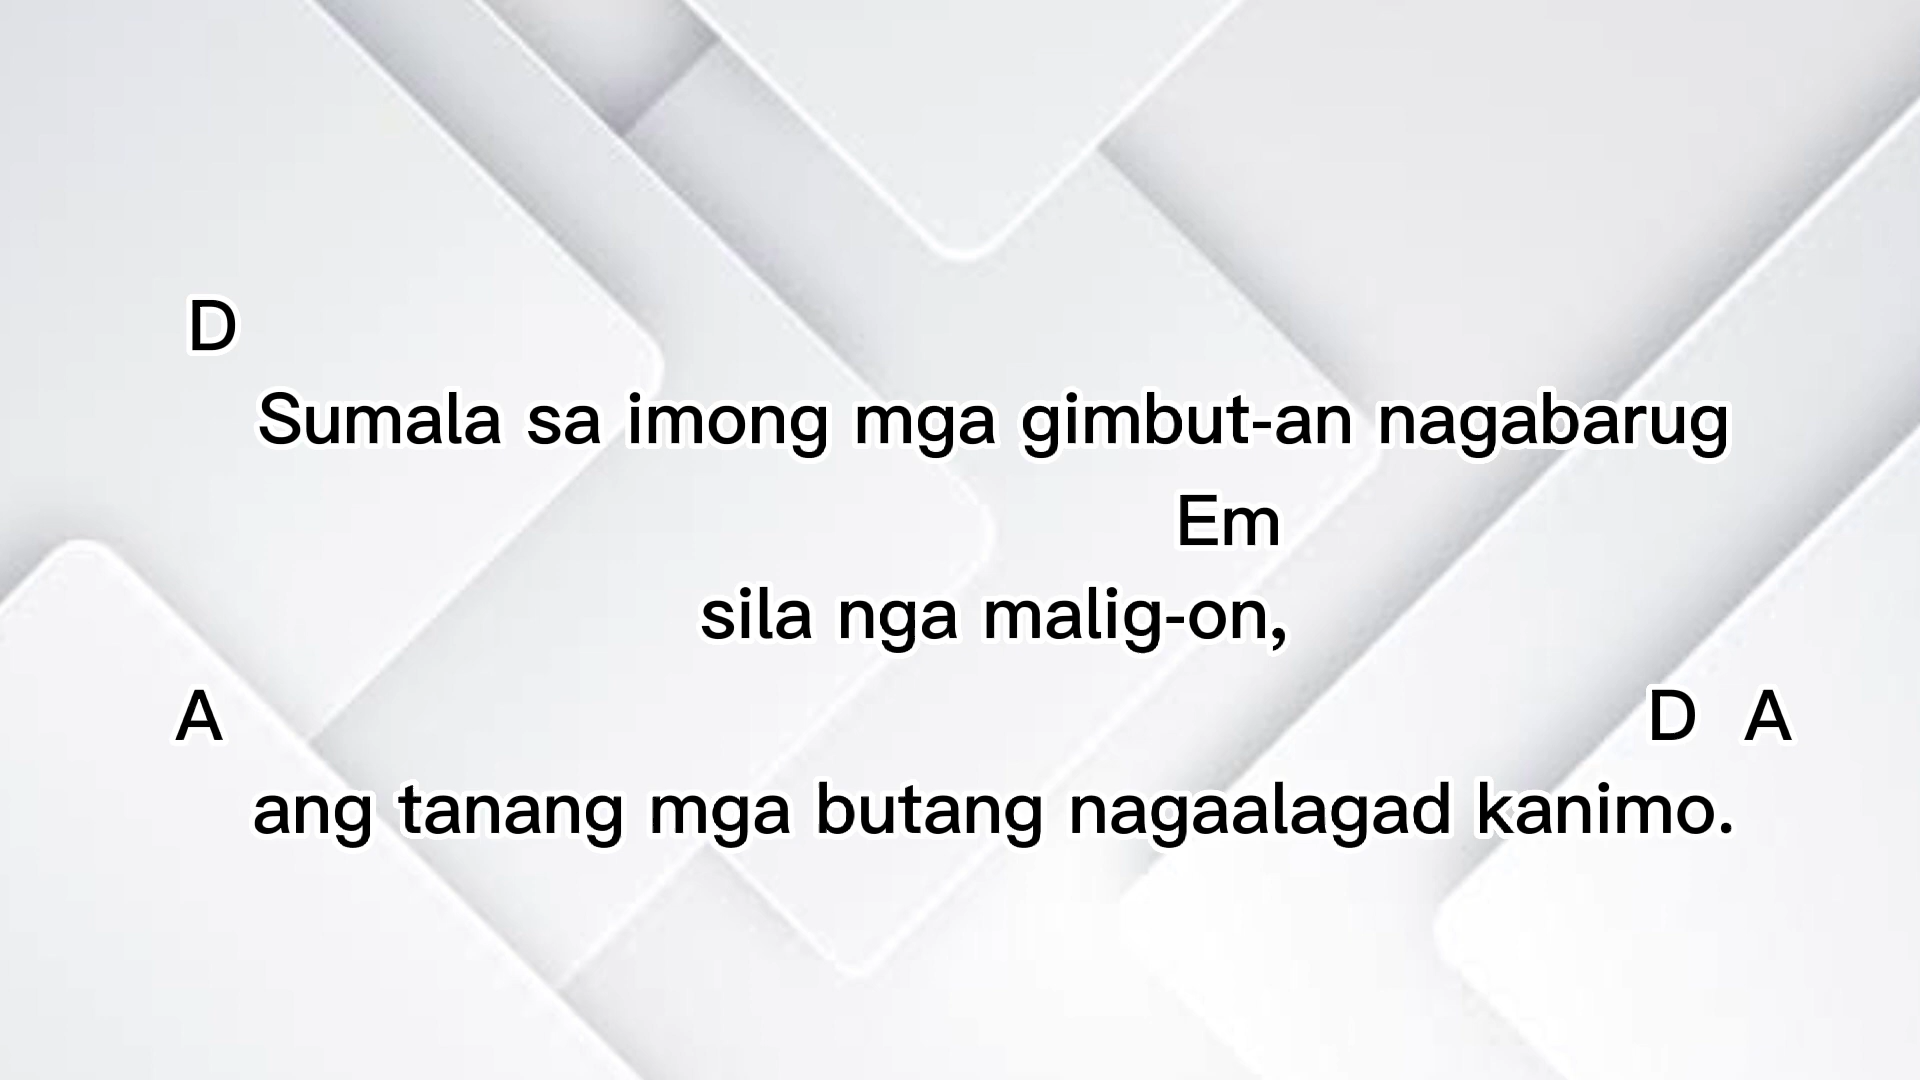 D
Sumala sa imong mga gimbut-an nagabarug
Em
sila nga malig-on,
A D A
ang tanang mga butang nagaalagad kanimo.